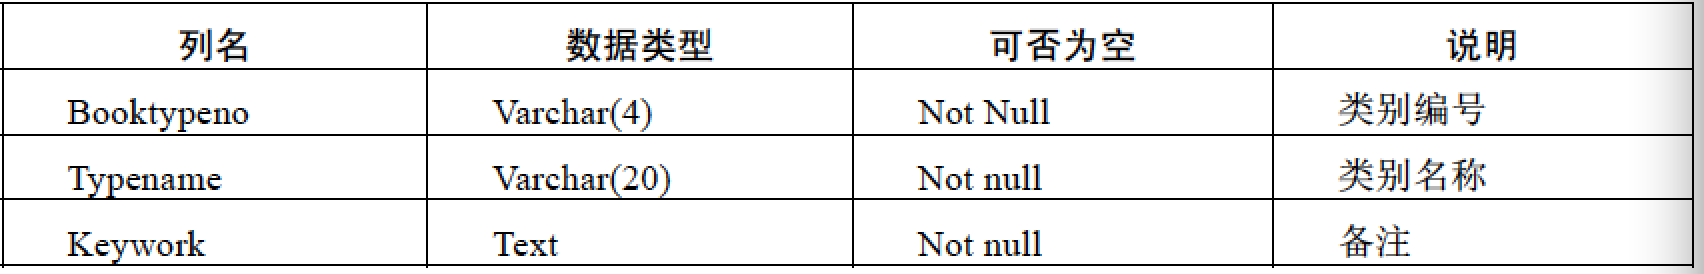 列名 数据类型 可否为空 说明
Booktypeno Varchar(4) Not Null 类别编号
Typename Varchar(20) Not null 类别名称
Keywork Text Not null 备注